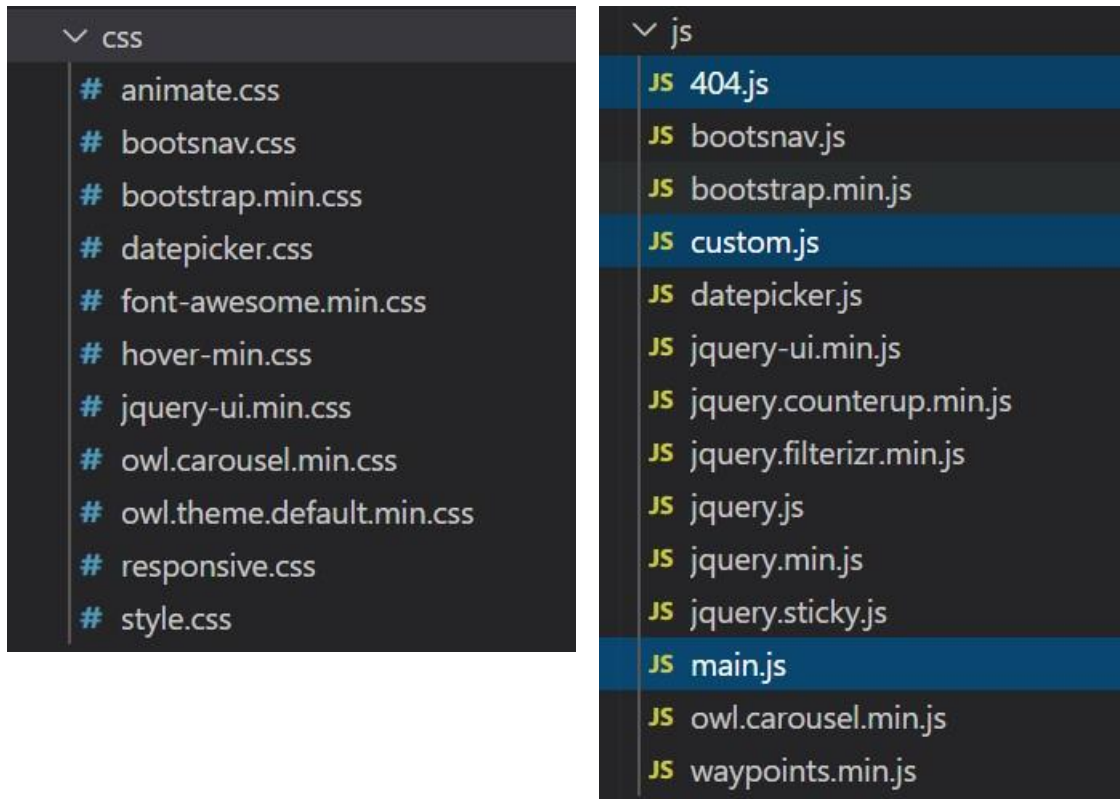 css
# animate.css
# bootsnav.css
# bootstrap.min.css
# datepicker.css
# font-awesome.min.css
# hover-min.css
# jquery-ui.min.css
# owl.carousel.min.css
# owl.theme.default.min.css
# responsive.css
# style.css
js
JS 404.js
JS bootsnav.js
JS bootstrap.min.js
JS custom.js
JS datepicker.js
JS jquery-ui.min.js
JS jquery.counterup.min.js
JS jquery.filterizr.min.js
JS jquery.js
JS jquery.min.js
JS jquery.sticky.js
JS main.js
JS owl.carousel.min.js
JS waypoints.min.js